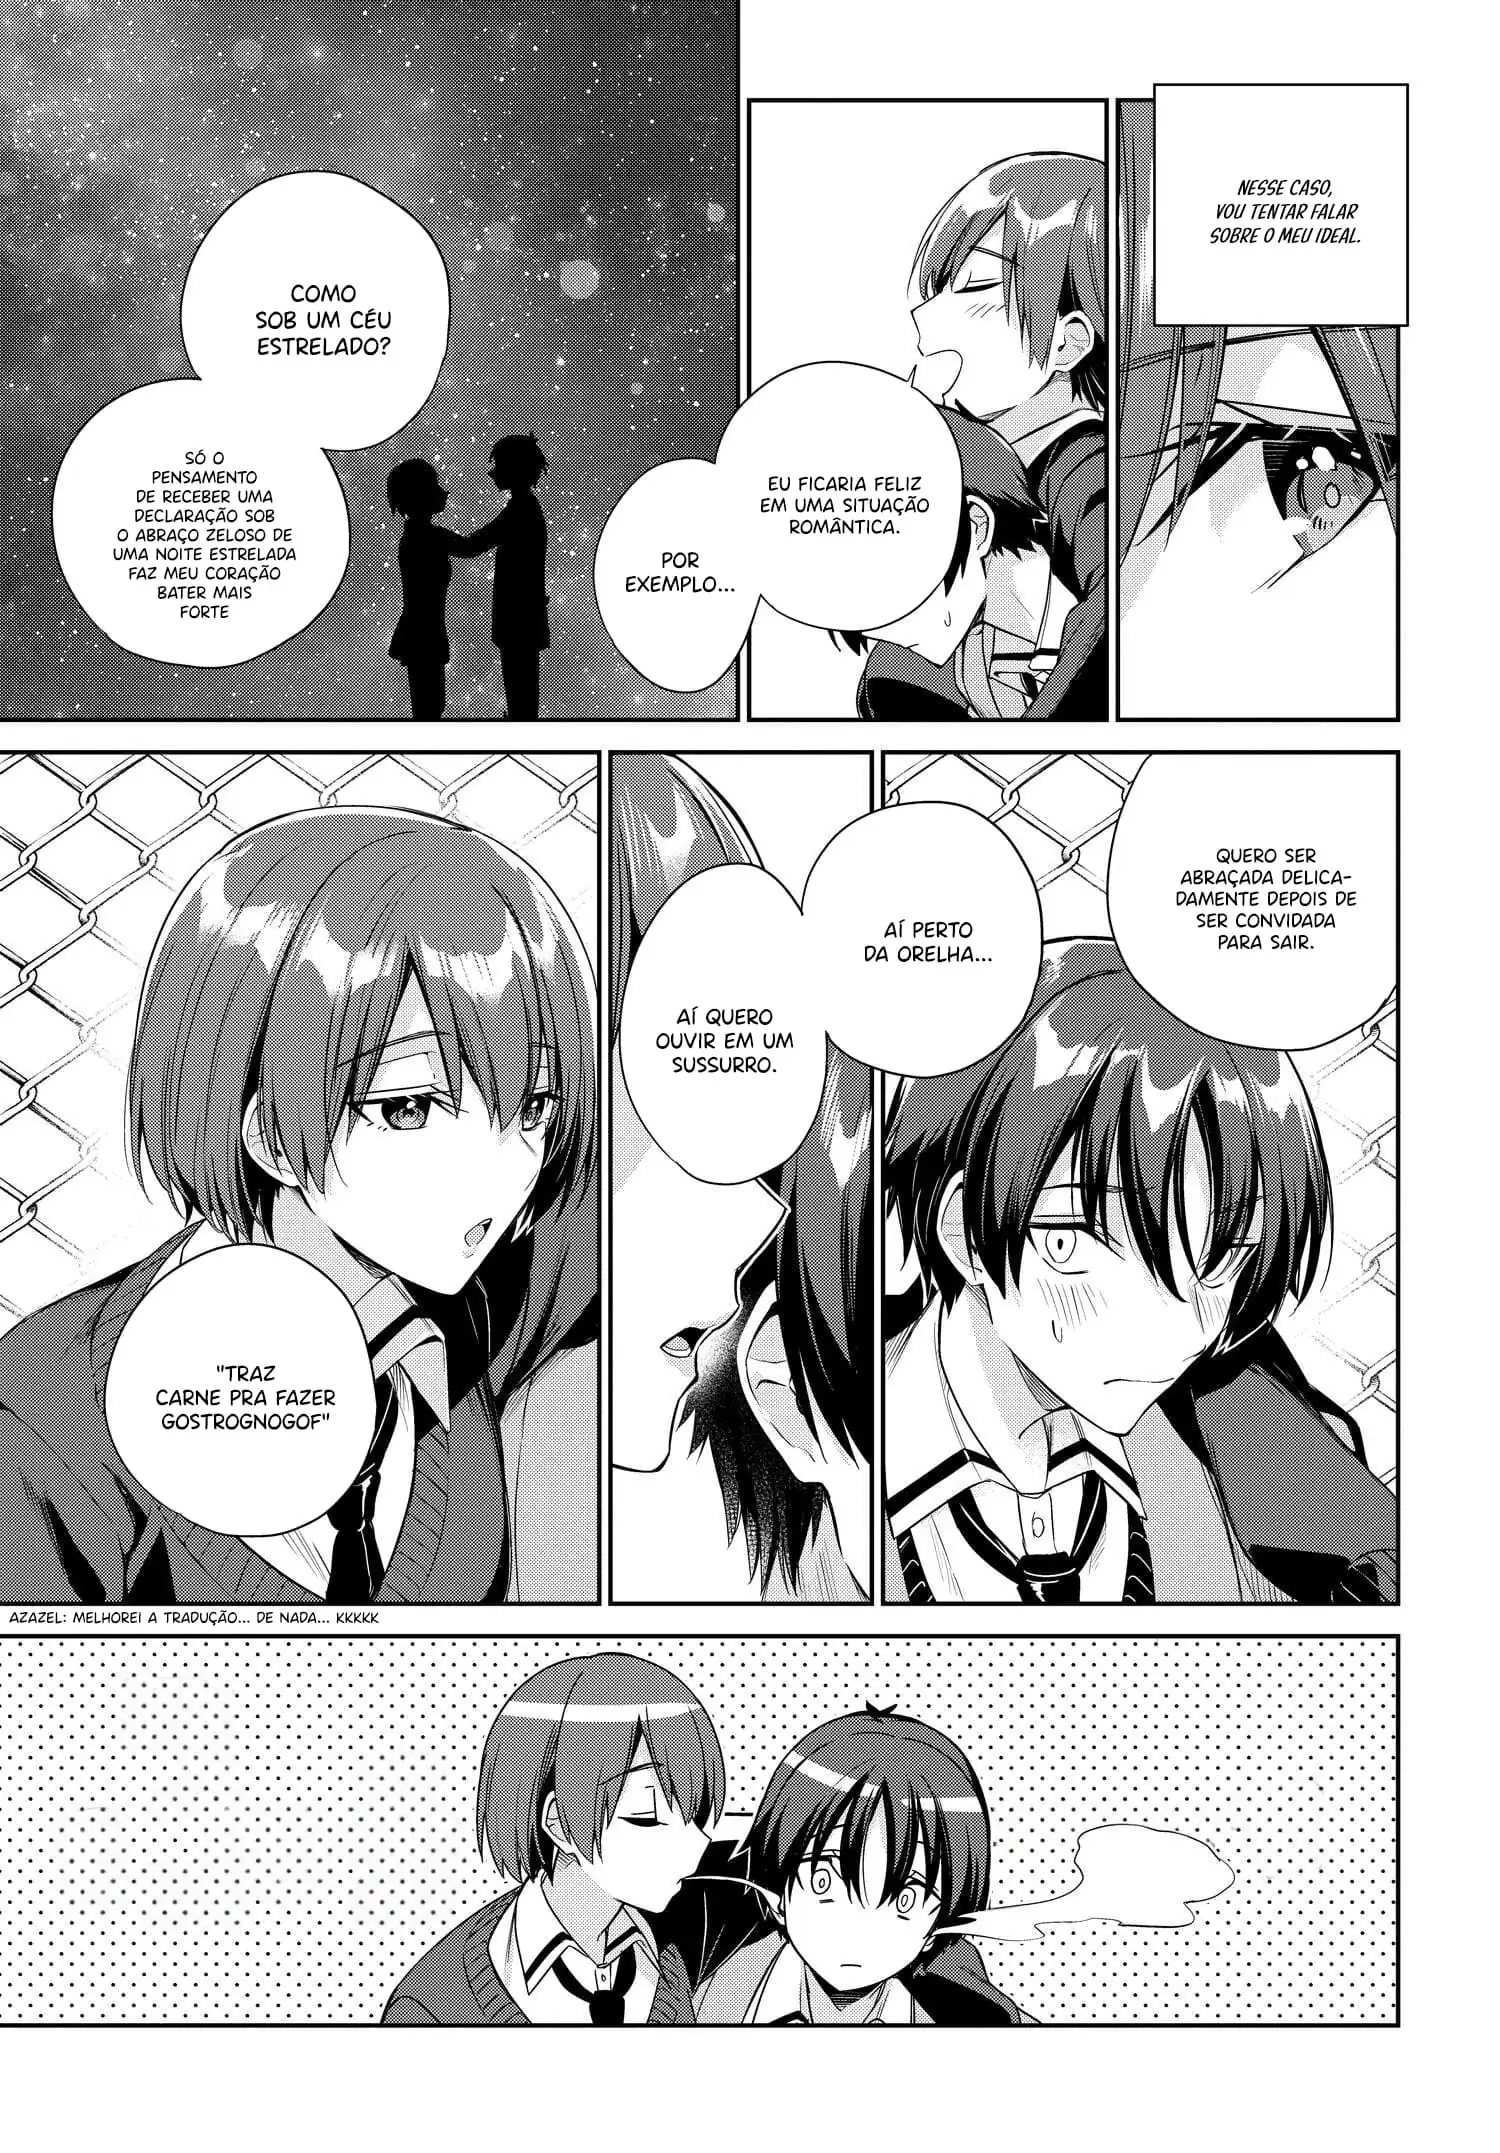 NESSE CASO,
VOU TENTAR FALAR
SOBRE O MEU IDEAL.
EU FICARIA FELIZ
EM UMA SITUAÇÃO
ROMÂNTICA.
POR
EXEMPLO...
COMO
SOB UM CÉU
ESTRELADO?
SÓ O
PENSAMENTO
DE RECEBER UMA
DECLARAÇÃO SOB
O ABRAÇO ZELOSO DE
UMA NOITE ESTRELADA
FAZ MEU CORAÇÃO
BATER MAIS
FORTE
QUERO SER
ABRAÇADA DELICA-
DAMENTE DEPOIS DE
SER CONVIDADA
PARA SAIR.
AÍ PERTO
DA ORELHA...
AÍ QUERO
OUVIR EM UM
SUSSURRO.
"TRAZ
CARNE PRA FAZER
GOSTROGNOGOF"
AZAZEL: MELHOREI A TRADUÇÃO... DE NADA... KKKKK